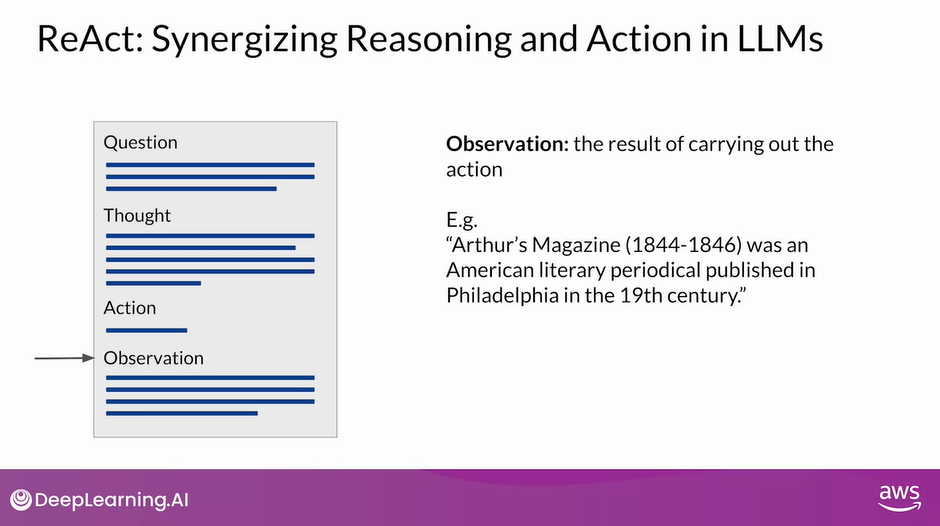 ReAct: Synergizing Reasoning and Action in LLMs
Question
Thought
Action
Observation
Observation: the result of carrying out the
action
E.g.
“Arthur’s Magazine (1844-1846) was an
American literary periodical published in
Philadelphia in the 19th century.”
DeepLearning.AI
aws